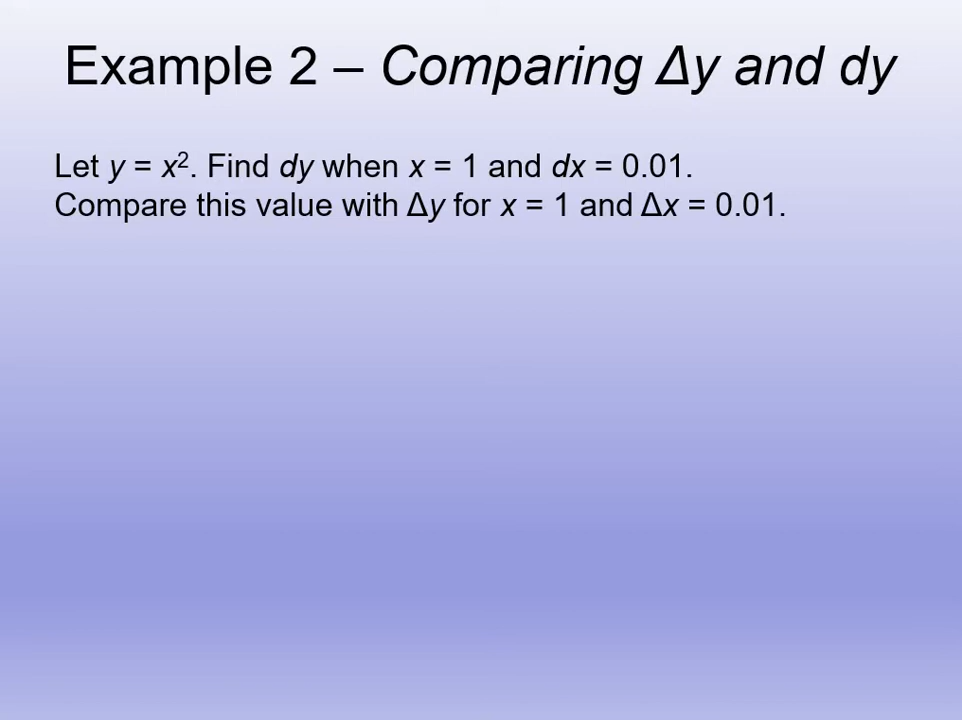 Example 2 – Comparing Δy and dy
Let y = x². Find dy when x = 1 and dx = 0.01.
Compare this value with Δy for x = 1 and Δx = 0.01.